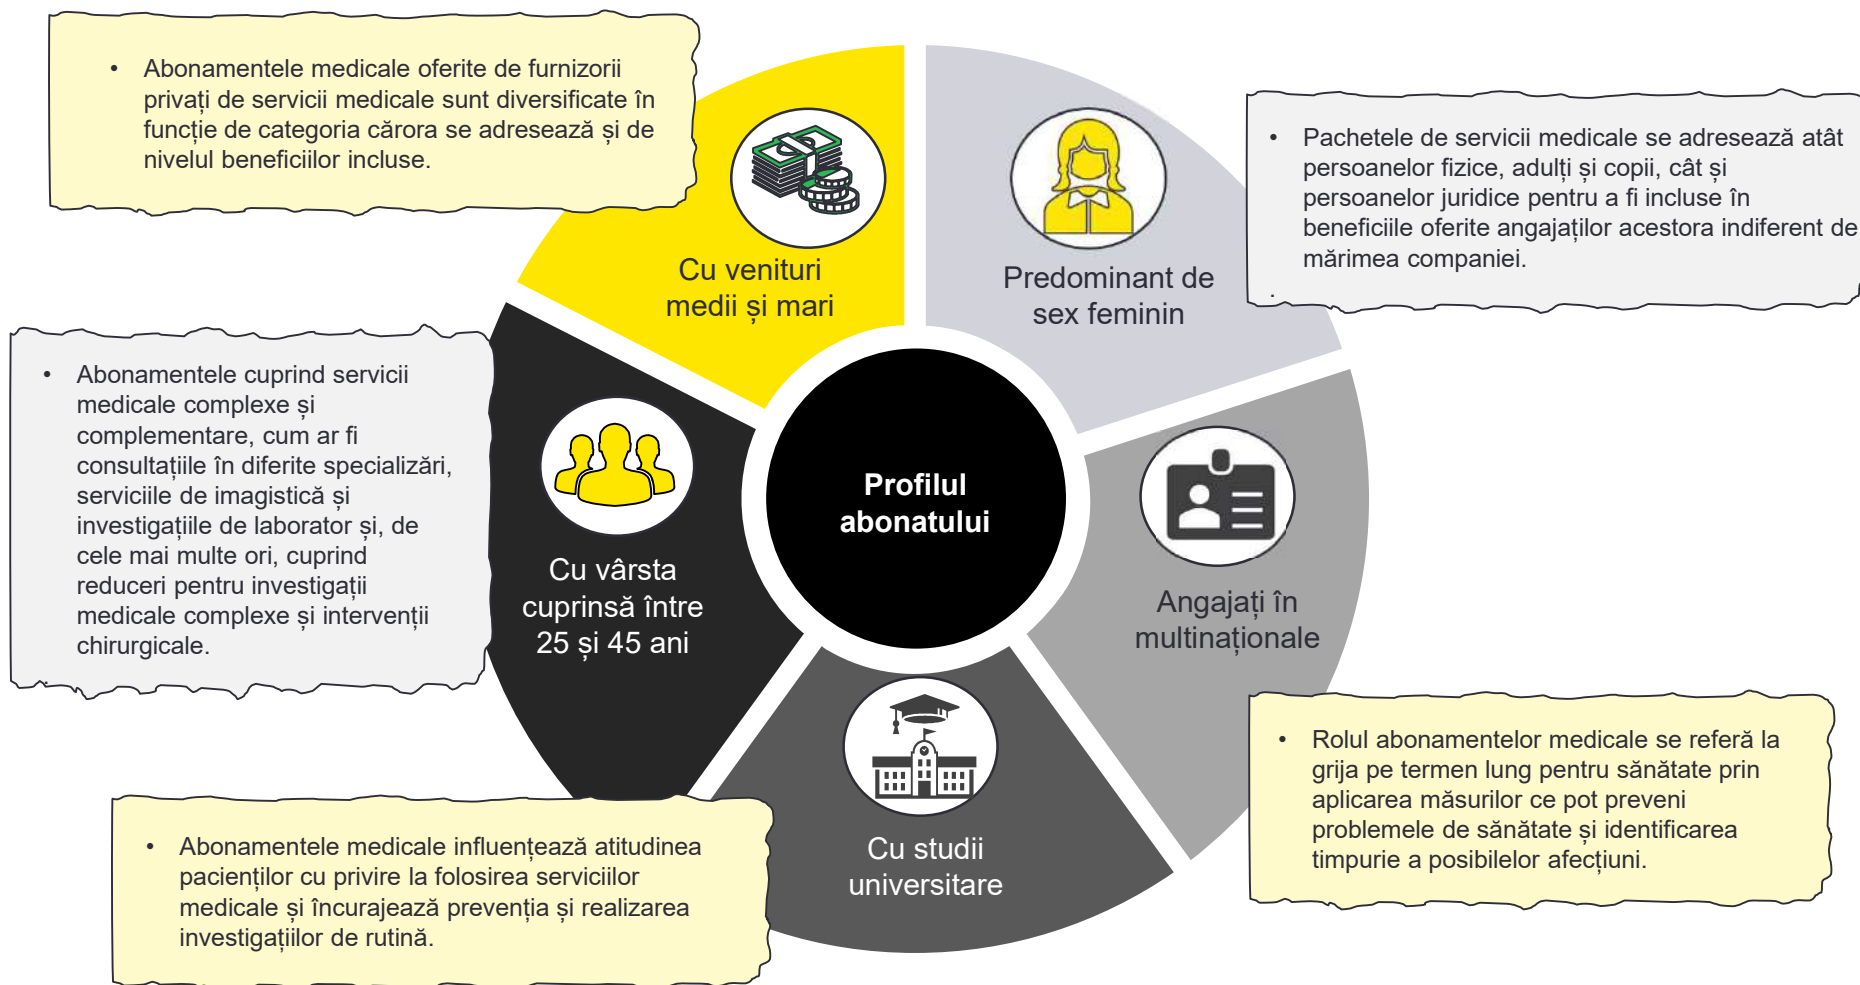 • Abonamentele medicale oferite de furnizorii
privați de servicii medicale sunt diversificate în
funcție de categoria cărora se adresează și de
nivelul beneficiilor incluse.
• Pachetele de servicii medicale se adresează atât
persoanelor fizice, adulți și copii, cât și
persoanelor juridice pentru a fi incluse în
beneficiile oferite angajaților acestora indiferent de
mărimea companiei.
.
Cu venituri
medii și mari
Predominant de
sex feminin
• Abonamentele cuprind servicii
medicale complexe și
complementare, cum ar fi
consultațiile în diferite specializări,
serviciile de imagistică și
investigațiile de laborator și, de
cele mai multe ori, cuprind
reduceri pentru investigații
medicale complexe și intervenții
chirurgicale.
.
Profilul
abonatului
Cu vârsta
cuprinsă între
25 și 45 ani
Angajați în
multinaționale
• Rolul abonamentelor medicale se referă la
grija pe termen lung pentru sănătate prin
aplicarea măsurilor ce pot preveni
problemele de sănătate și identificarea
timpurie a posibilelor afecțiuni.
Cu studii
universitare
• Abonamentele medicale influențează atitudinea
pacienților cu privire la folosirea serviciilor
medicale și încurajează prevenția și realizarea
investigațiilor de rutină.